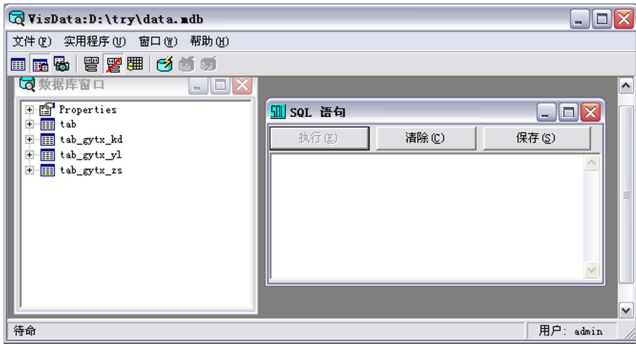 VisData:D:\try\data.mdb
文件(F) 实用程序(U) 窗口(W) 帮助(H)
数据库窗口
Properties
tab
tab_gytx_kd
tab_gytx_yl
tab_gytx_zs
SQL 语句
执行(E) 清除(C) 保存(S)
待命 用户: admin